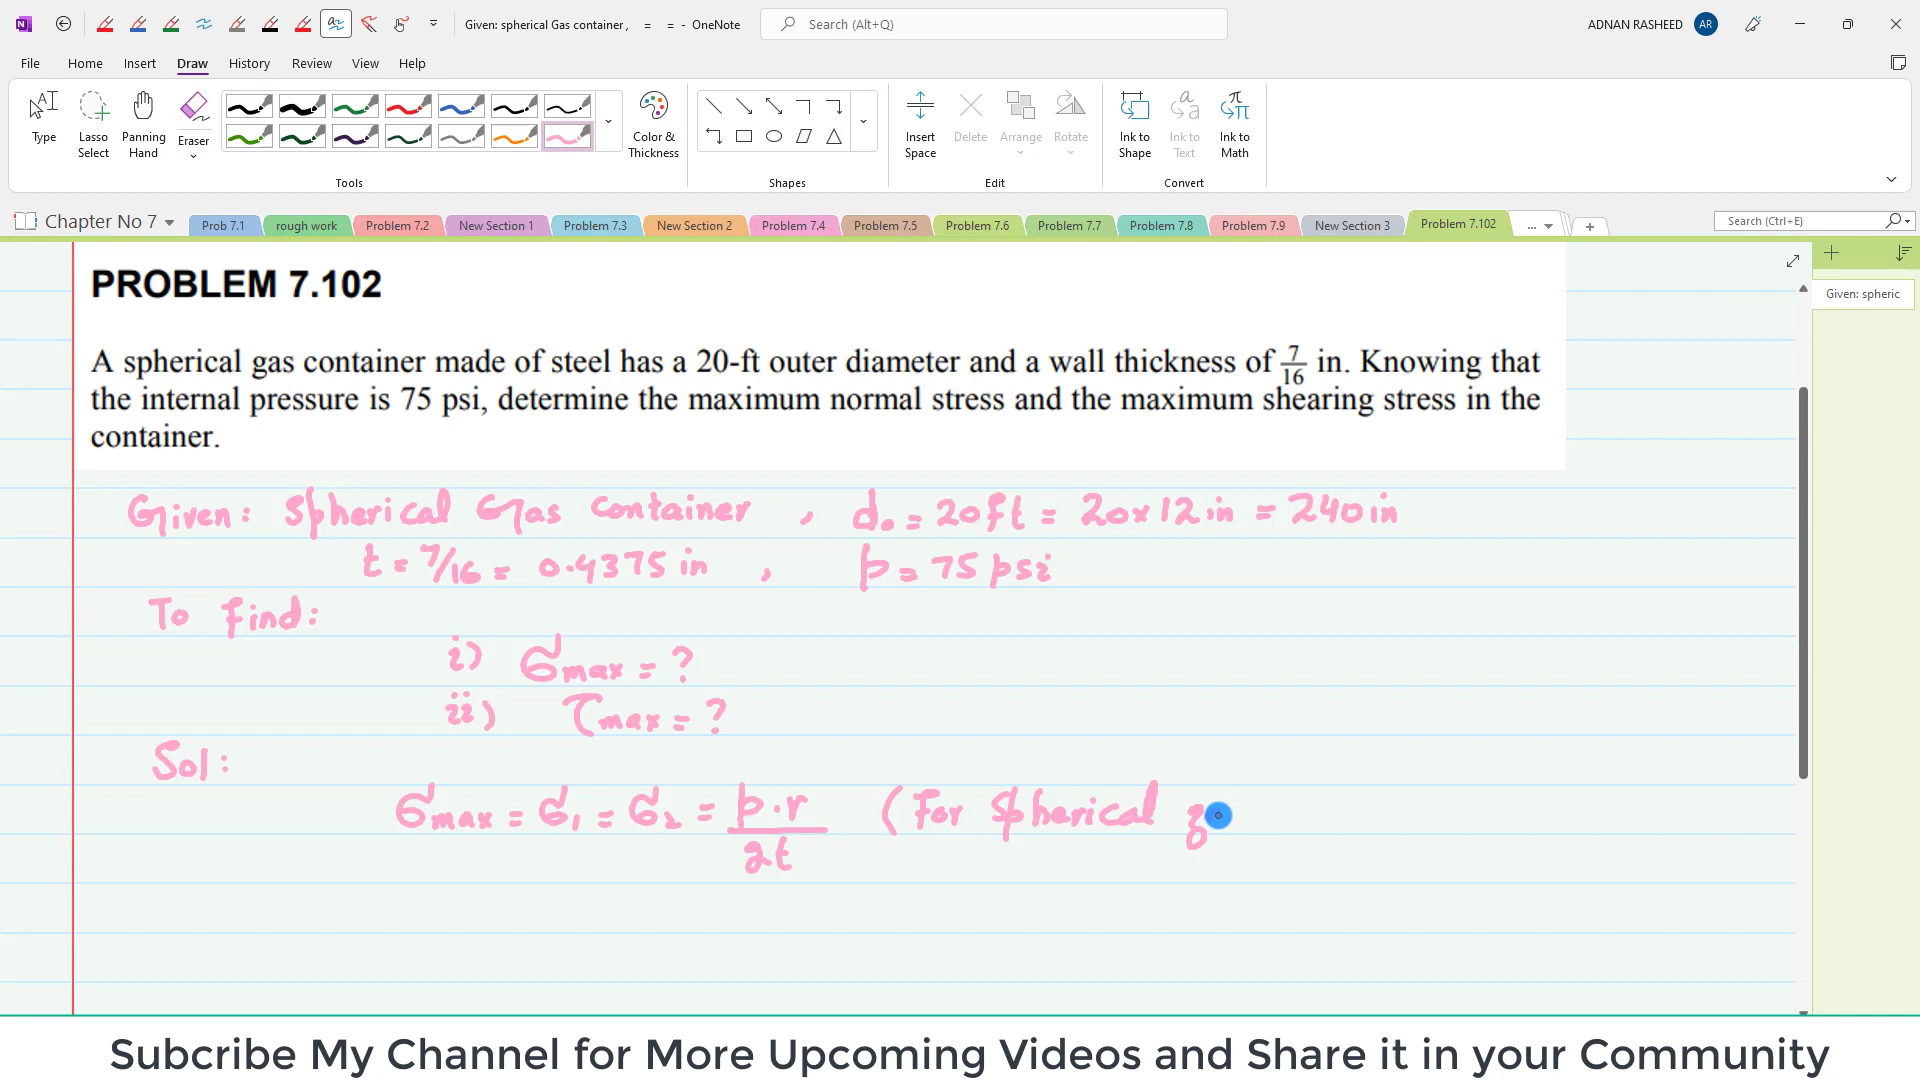 Given: spherical Gas container, = = - OneNote
Search (Alt+Q)
ADNAN RASHEED
AR
File Home Insert Draw History Review View Help
Type
Lasso Select
Panning Hand
Eraser
Color & Thickness
Insert Space
Delete
Arrange
Rotate
Ink to Shape
Ink to Text
Ink to Math
Tools
Shapes
Edit
Convert
Chapter No 7
Prob 7.1
rough work
Problem 7.2
New Section 1
Problem 7.3
New Section 2
Problem 7.4
Problem 7.5
Problem 7.6
Problem 7.7
Problem 7.8
Problem 7.9
New Section 3
Problem 7.102
...
Search (Ctrl+E)
Given: spheric
PROBLEM 7.102
A spherical gas container made of steel has a 20-ft outer diameter and a wall thickness of 7/16 in. Knowing that
the internal pressure is 75 psi, determine the maximum normal stress and the maximum shearing stress in the
container.
Given: Spherical Gas Container , d₀ = 20ft = 20x12 in = 240in
t = 7/16 = 0.4375 in , p = 75 psi
To find:
i) σmax = ?
ii) τmax = ?
Sol:
σmax = σ₁ = σ₂ = p.r/2t (For Spherical g
Subcribe My Channel for More Upcoming Videos and Share it in your Community